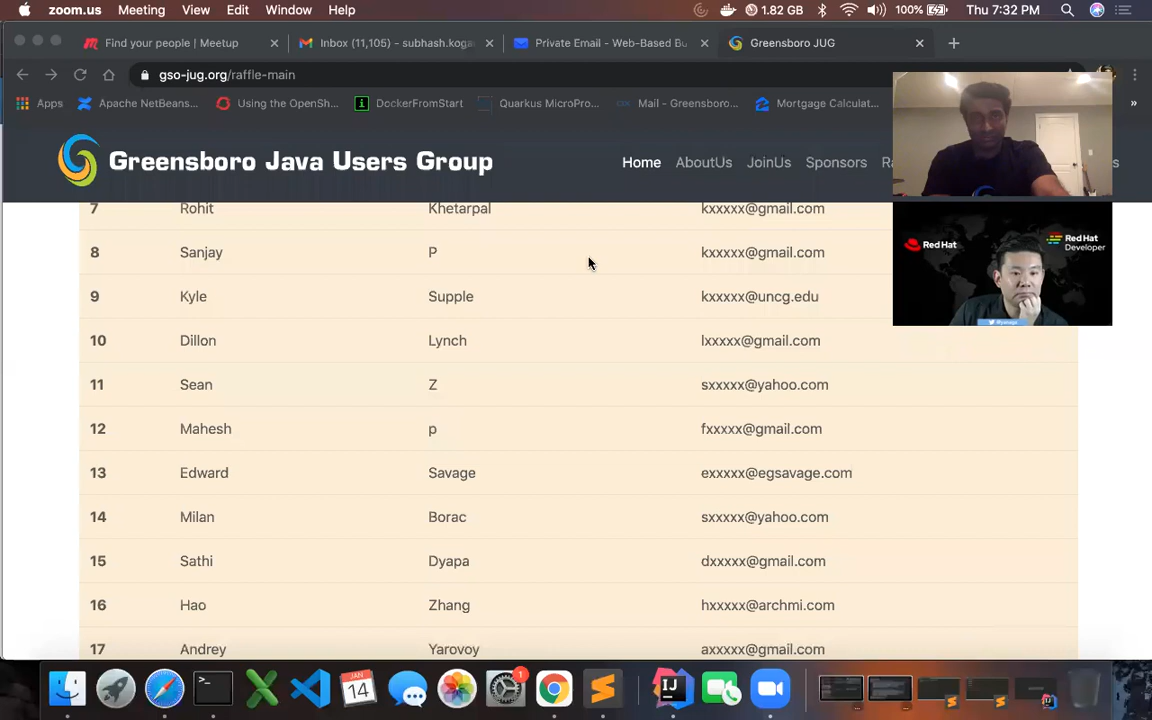 zoom.us Meeting View Edit Window Help 1.82 GB 100% Thu 7:32 PM
Find your people | Meetup Inbox (11,105) - subhash.koga Private Email - Web-Based Bu Greensboro JUG
gso-jug.org/raffle-main
Apps Apache NetBeans... Using the OpenSh... DockerFromStart Quarkus MicroPro... Mail - Greensboro... Mortgage Calculat... »
Greensboro Java Users Group Home AboutUs JoinUs Sponsors Ra s
7 Rohit Khetarpal kxxxxx@gmail.com
8 Sanjay P kxxxxx@gmail.com
Red Hat Red Hat Developer
9 Kyle Supple kxxxxx@uncg.edu
10 Dillon Lynch lxxxxx@gmail.com
11 Sean Z sxxxxx@yahoo.com
12 Mahesh p fxxxxx@gmail.com
13 Edward Savage exxxxx@egsavage.com
14 Milan Borac sxxxxx@yahoo.com
15 Sathi Dyapa dxxxxx@gmail.com
16 Hao Zhang hxxxxx@archmi.com
17 Andrey Yarovoy axxxxx@gmail.com
JAN 14 1 IJ